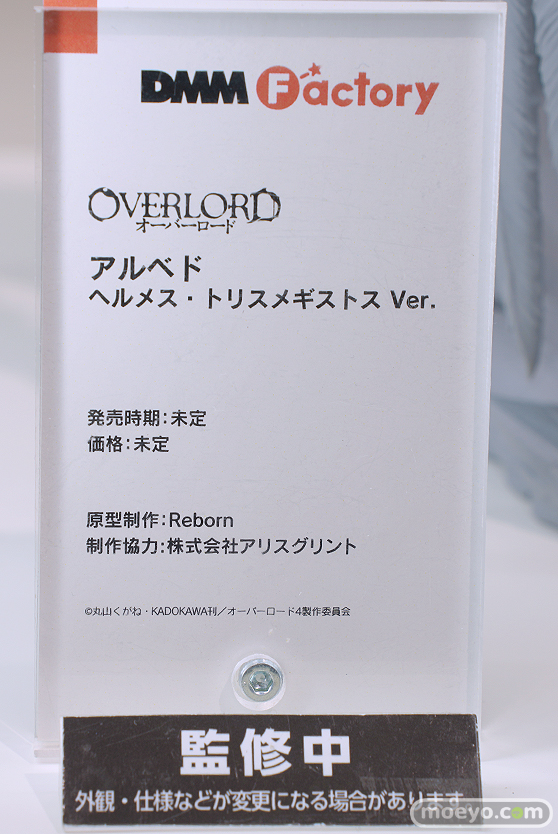 DMM Factory
OVERLORD
オーバーロード
アルベド
ヘルメス・トリスメギストス Ver.
発売時期:未定
価格:未定
原型制作:Reborn
制作協力:株式会社アリスグリント
©丸山くがね・KADOKAWA刊／オーバーロード4製作委員会
監修中
外観・仕様などが変更になる場合があります。
moeyo.com